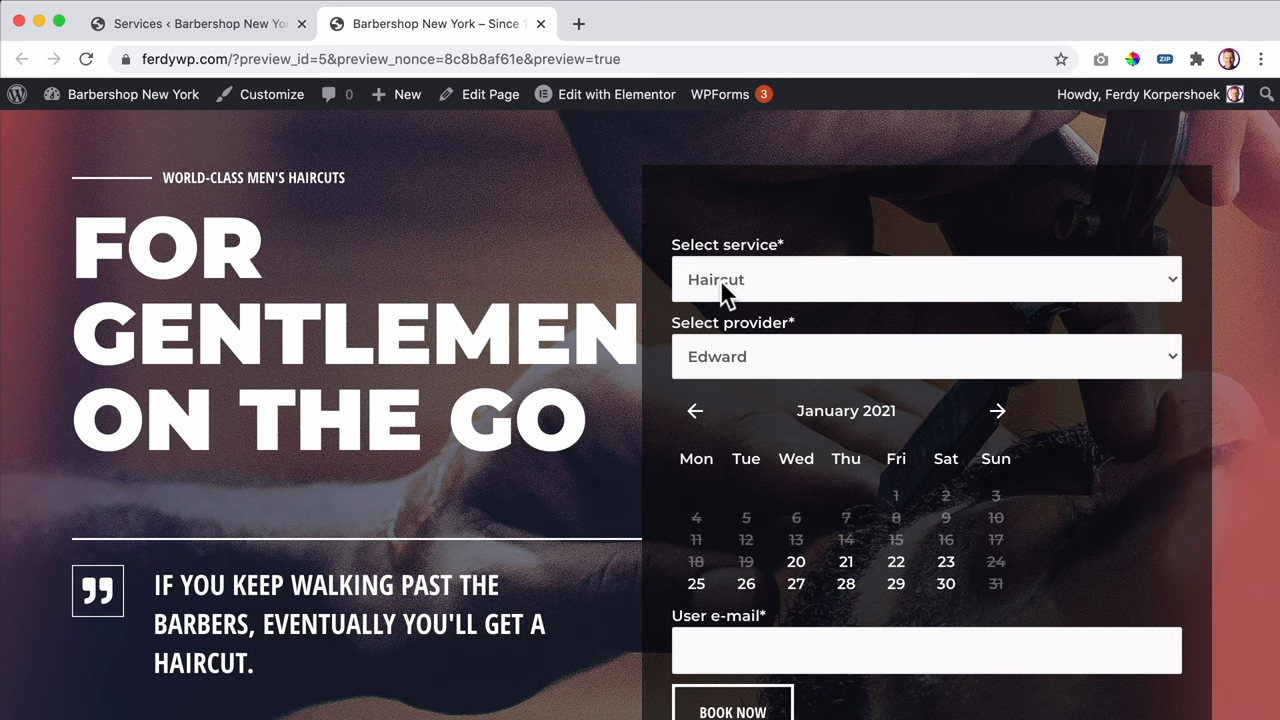 Services ‹ Barbershop New Yo
Barbershop New York – Since 1
ferdywp.com/?preview_id=5&preview_nonce=8c8b8af61e&preview=true
ZIP
Barbershop New York
Customize
0
New
Edit Page
Edit with Elementor
WPForms 3
Howdy, Ferdy Korpershoek
WORLD-CLASS MEN'S HAIRCUTS
FOR
GENTLEMEN
ON THE GO
IF YOU KEEP WALKING PAST THE
BARBERS, EVENTUALLY YOU'LL GET A
HAIRCUT.
Select service*
Haircut
Select provider*
Edward
January 2021
Mon Tue Wed Thu Fri Sat Sun
1 2 3
4 5 6 7 8 9 10
11 12 13 14 15 16 17
18 19 20 21 22 23 24
25 26 27 28 29 30 31
User e-mail*
BOOK NOW